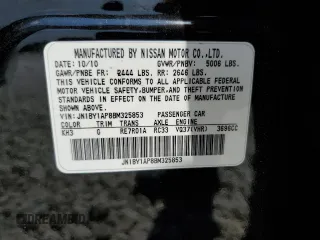 MANUFACTURED BY NISSAN MOTOR CO.,LTD.
DATE: 10/10 GVWR/PNBV: 5006 LBS.
GAWR/PNBE FR: 2444 LBS. RR: 2646 LBS.
THIS VEHICLE CONFORMS TO ALL APPLICABLE FEDERAL
MOTOR VEHICLE SAFETY, BUMPER, AND THEFT PREVENTION
STANDARDS IN EFFECT ON THE DATE OF MANUFACTURE
SHOWN ABOVE.
VIN: JN1BY1AP8BM325853 PASSENGER CAR
COLOR TRIM TRANS. AXLE ENGINE
KH3 G RE7R01A RC33 VQ37(VHR) 3696CC
JN1BY1AP8BM325853